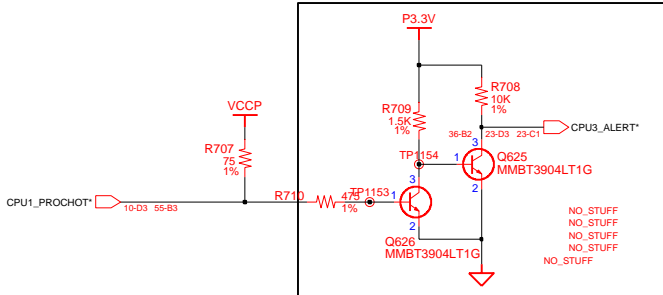 P3.3V
R708
10K
1%
R709
1.5K
1%
VCCP
R707
75
1%
36-B2 23-D3 23-C1
CPU3_ALERT*
TP1154
3
1
Q625
MMBT3904LT1G
2
CPU1_PROCHOT*
10-D3 55-B3
R710
475
1%
TP1153
3
1
2
Q626
MMBT3904LT1G
NO_STUFF
NO_STUFF
NO_STUFF
NO_STUFF
NO_STUFF